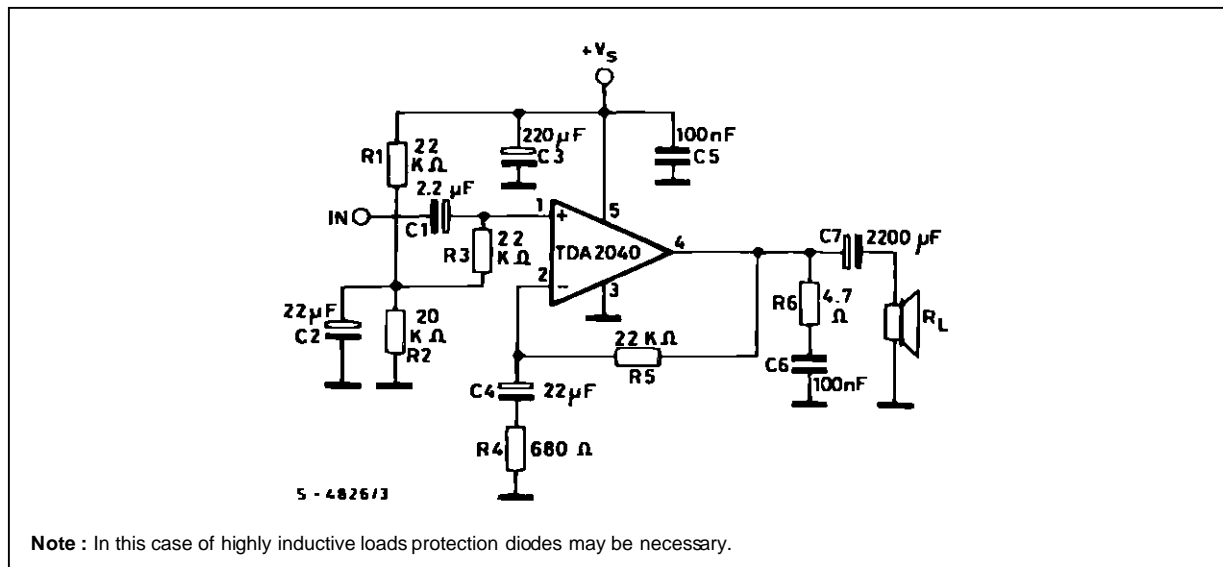 +VS
R1
22
KΩ
220µF
C3
100nF
C5
2.2 µF
IN
C1
1
+
5
R3
22
KΩ
TDA2040
4
C7
2200 µF
2
−
3
22µF
C2
20
KΩ
R2
R6
4.7
Ω
RL
22 KΩ
R5
C4
22µF
C6
100nF
R4
680 Ω
S - 4826/3
Note : In this case of highly inductive loads protection diodes may be necessary.